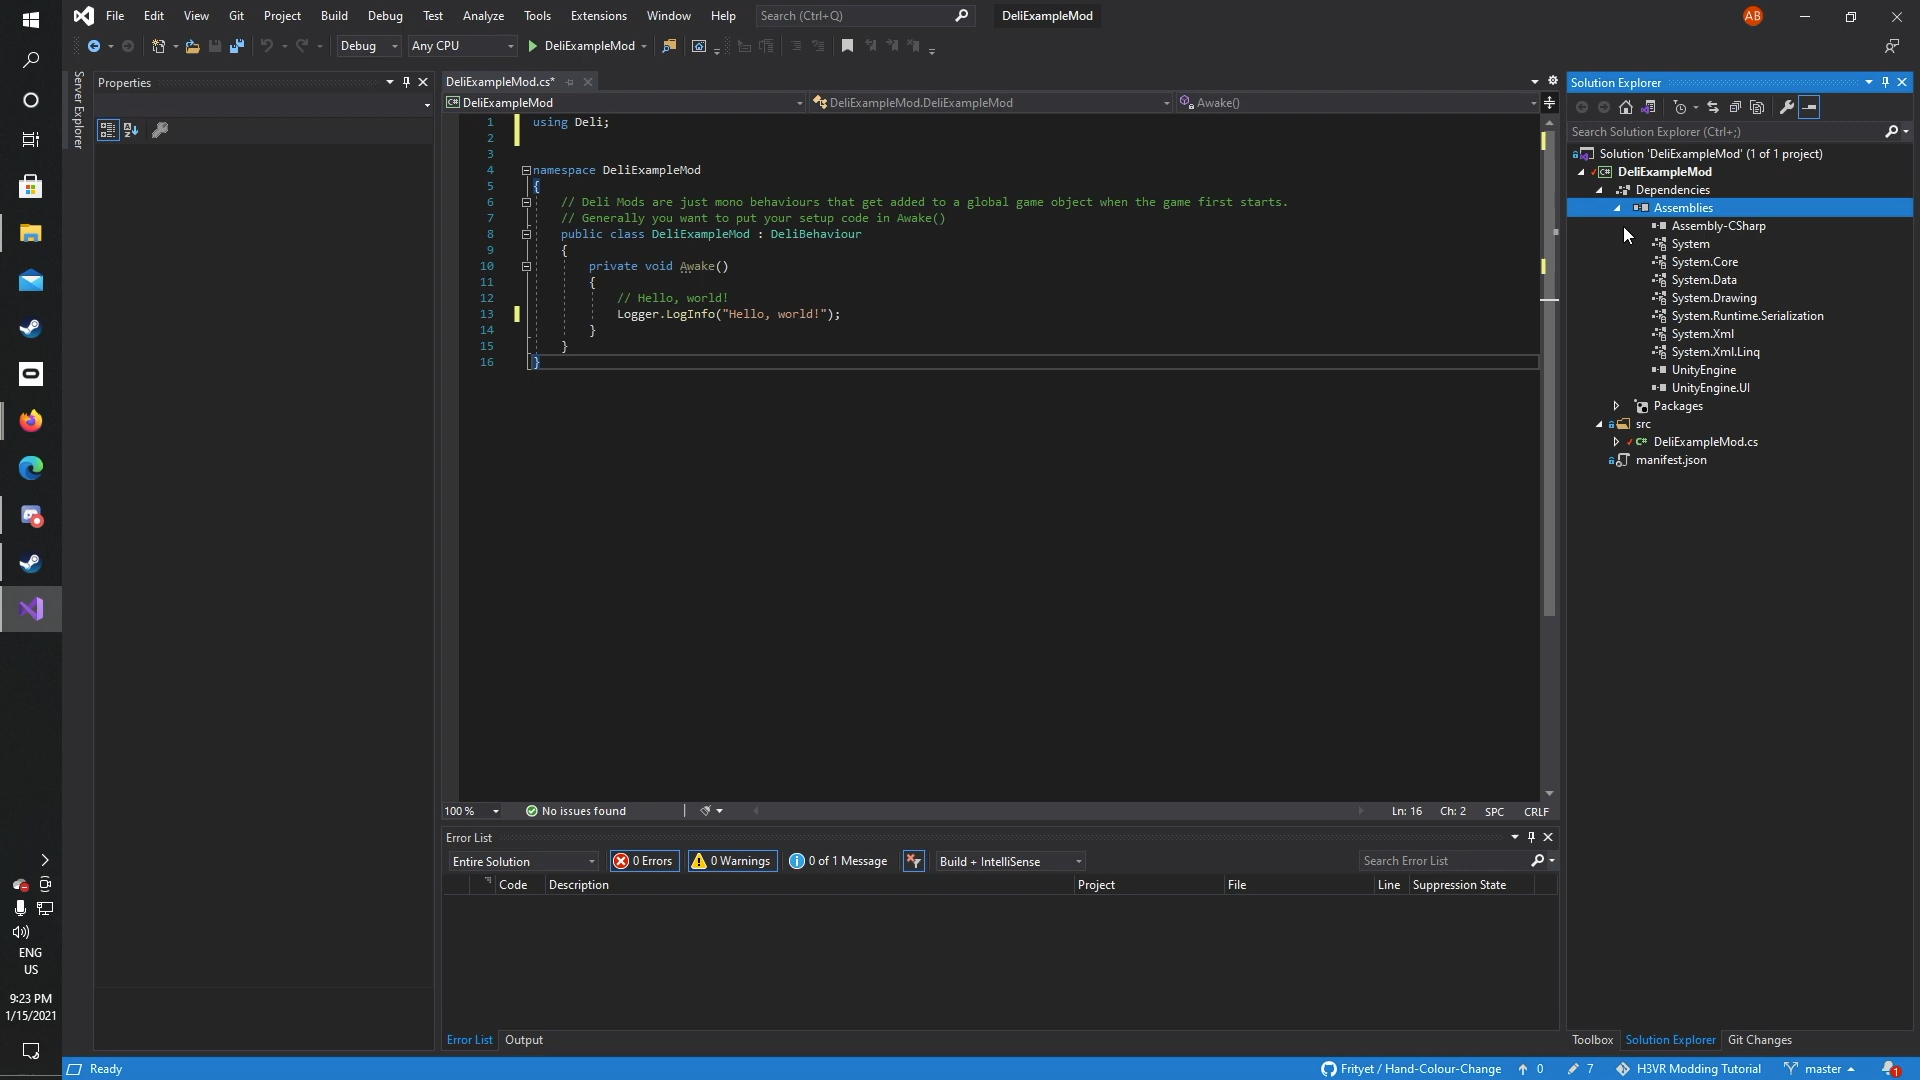 File Edit View Git Project Build Debug Test Analyze Tools Extensions Window Help Search (Ctrl+Q) DeliExampleMod AB
Debug Any CPU DeliExampleMod
Server Explorer
Properties
DeliExampleMod.cs*
DeliExampleMod DeliExampleMod.DeliExampleMod Awake()
1 using Deli;
2
3
4 namespace DeliExampleMod
5 {
6 // Deli Mods are just mono behaviours that get added to a global game object when the game first starts.
7 // Generally you want to put your setup code in Awake()
8 public class DeliExampleMod : DeliBehaviour
9 {
10 private void Awake()
11 {
12 // Hello, world!
13 Logger.LogInfo("Hello, world!");
14 }
15 }
16 }
100 % No issues found Ln: 16 Ch: 2 SPC CRLF
Error List
Entire Solution 0 Errors 0 Warnings 0 of 1 Message Build + IntelliSense Search Error List
Code Description Project File Line Suppression State
Error List Output
Solution Explorer
Search Solution Explorer (Ctrl+;)
Solution 'DeliExampleMod' (1 of 1 project)
DeliExampleMod
Dependencies
Assemblies
Assembly-CSharp
System
System.Core
System.Data
System.Drawing
System.Runtime.Serialization
System.Xml
System.Xml.Linq
UnityEngine
UnityEngine.UI
Packages
src
DeliExampleMod.cs
manifest.json
Toolbox Solution Explorer Git Changes
ENG
US
9:23 PM
1/15/2021
Ready Frityet / Hand-Colour-Change 0 7 H3VR Modding Tutorial master 1